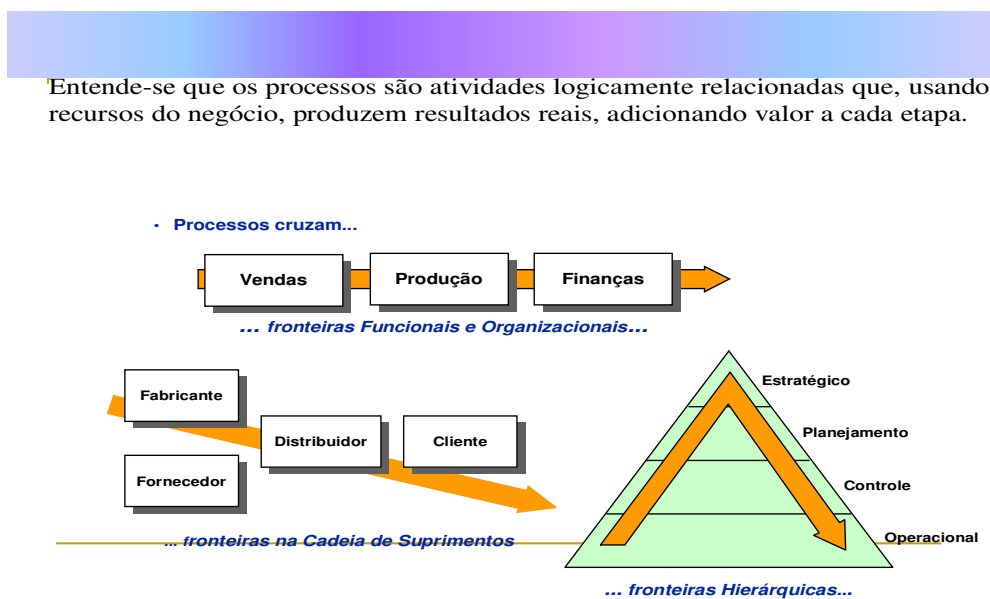 Entende-se que os processos são atividades logicamente relacionadas que, usando
recursos do negócio, produzem resultados reais, adicionando valor a cada etapa.
• Processos cruzam...
Vendas
Produção
Finanças
... fronteiras Funcionais e Organizacionais...
Fabricante
Distribuidor
Cliente
Fornecedor
... fronteiras na Cadeia de Suprimentos
Estratégico
Planejamento
Controle
Operacional
... fronteiras Hierárquicas...